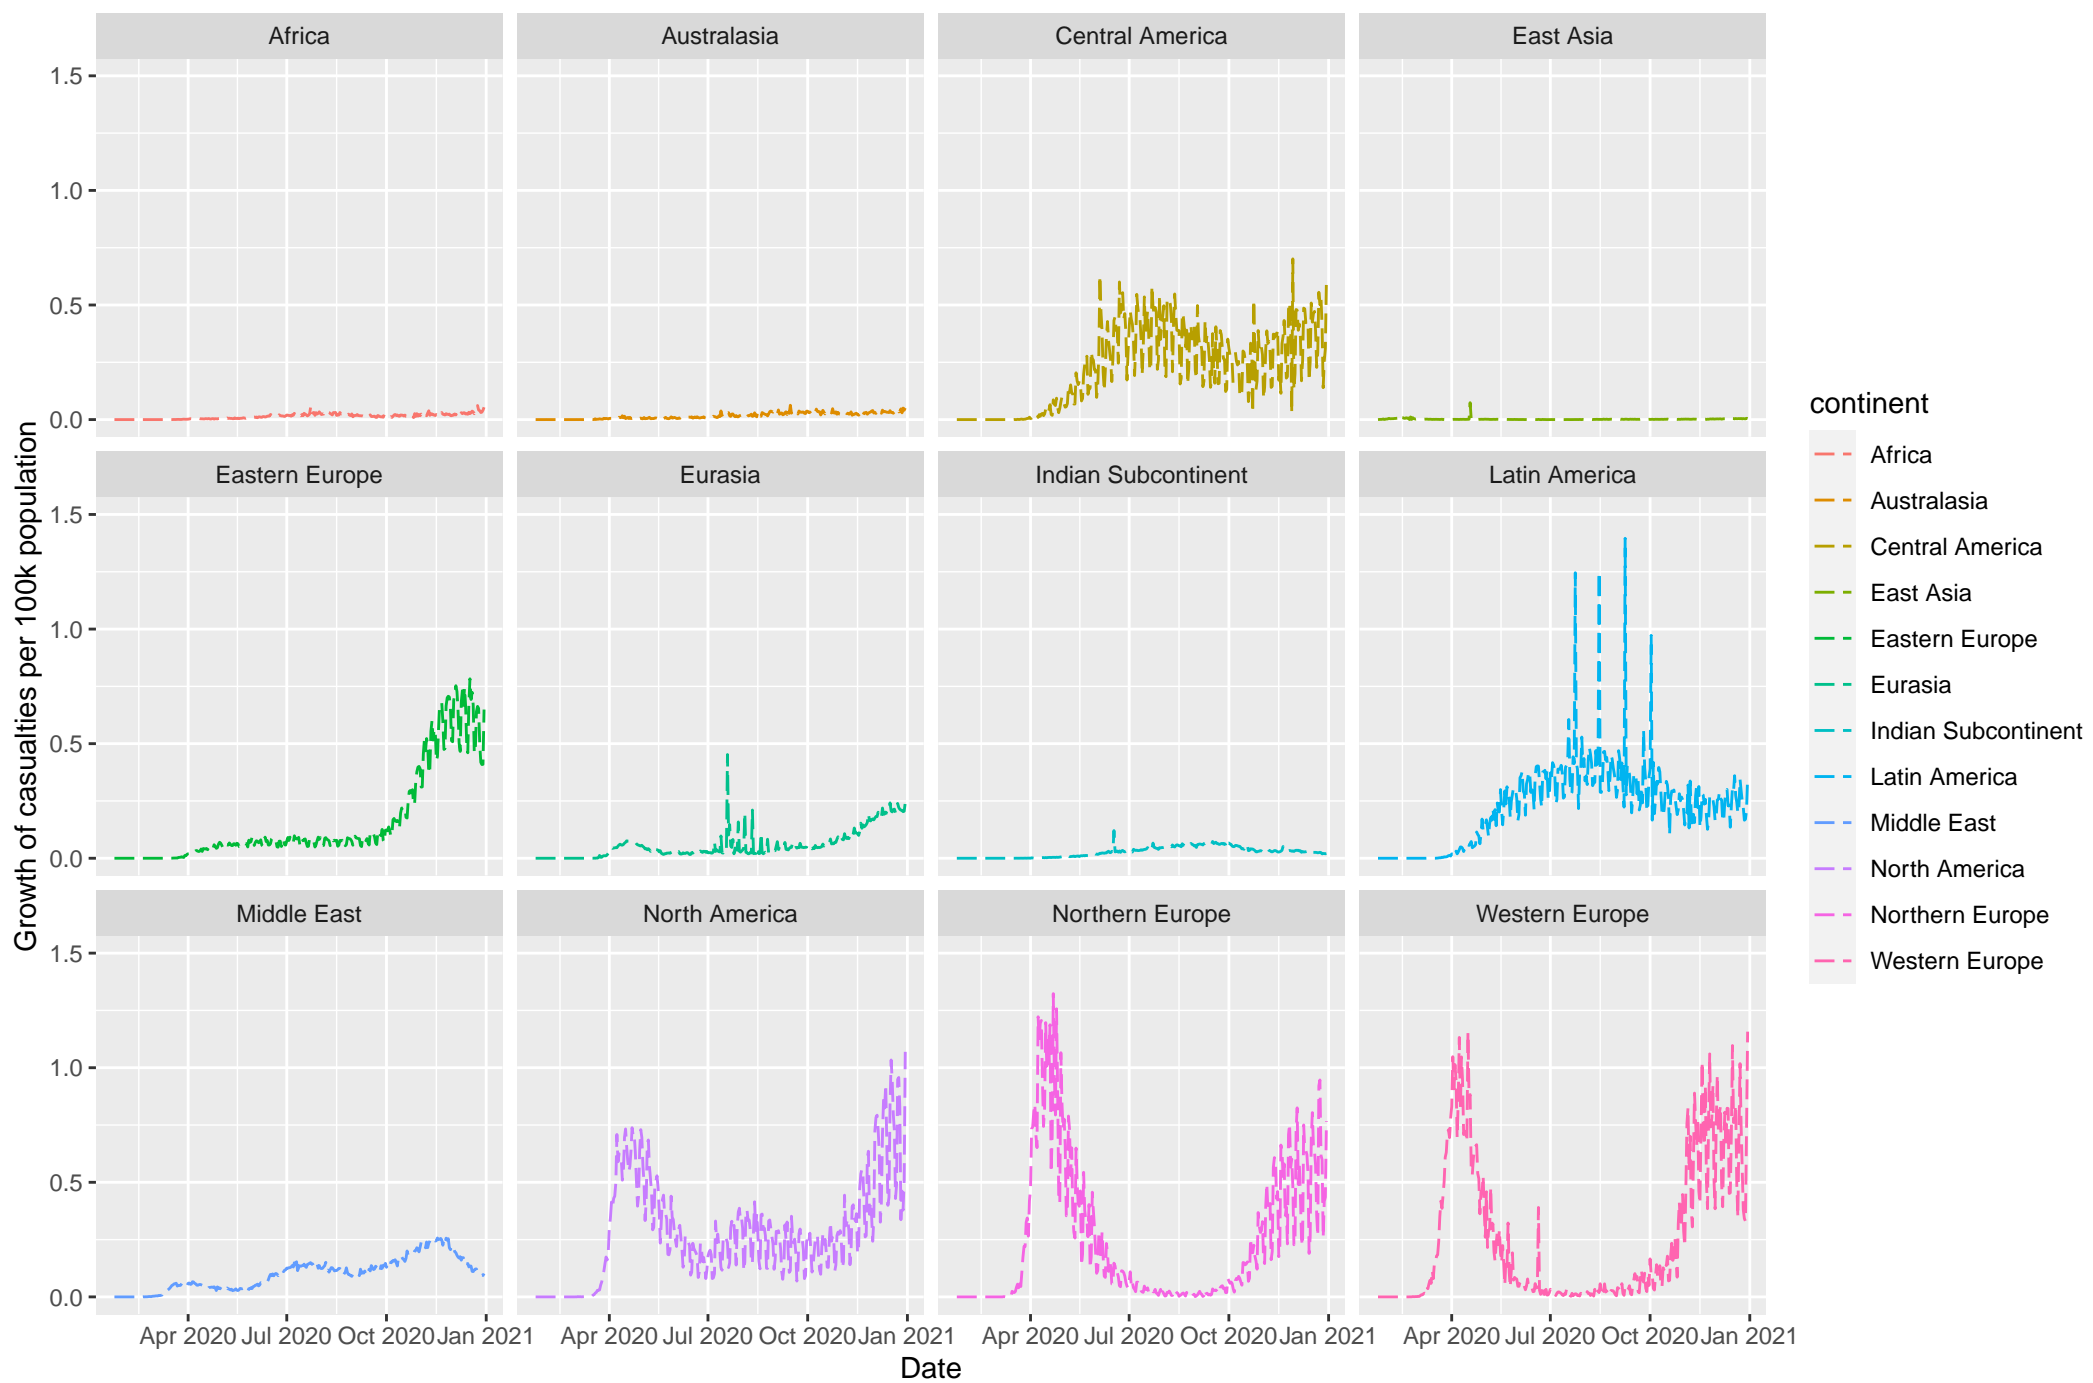 Africa
Australasia
Central America
East Asia
1.5
1.0
0.5
0.0
Eastern Europe
Eurasia
Indian Subcontinent
Latin America
1.5
1.0
0.5
0.0
Middle East
North America
Northern Europe
Western Europe
1.5
1.0
0.5
0.0
Apr 2020 Jul 2020 Oct 2020 Jan 2021
Apr 2020 Jul 2020 Oct 2020 Jan 2021
Apr 2020 Jul 2020 Oct 2020 Jan 2021
Apr 2020 Jul 2020 Oct 2020 Jan 2021
Date
Growth of casualties per 100k population
continent
Africa
Australasia
Central America
East Asia
Eastern Europe
Eurasia
Indian Subcontinent
Latin America
Middle East
North America
Northern Europe
Western Europe